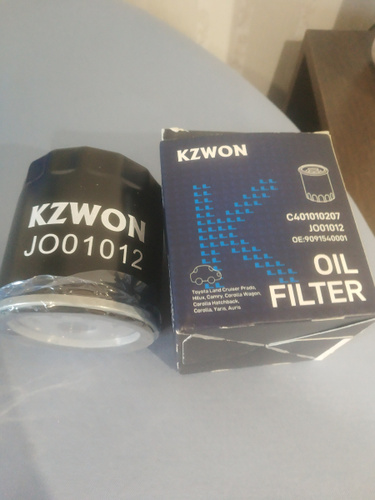 KZWON
JO01012
KZWON
C401010207
JO01012
OE:9091540001
OIL
FILTER
Toyota Land Cruiser Prado,
Hilux, Camry, Corolla Wagon,
Corolla Hatchback,
Corolla, Yaris, Auris